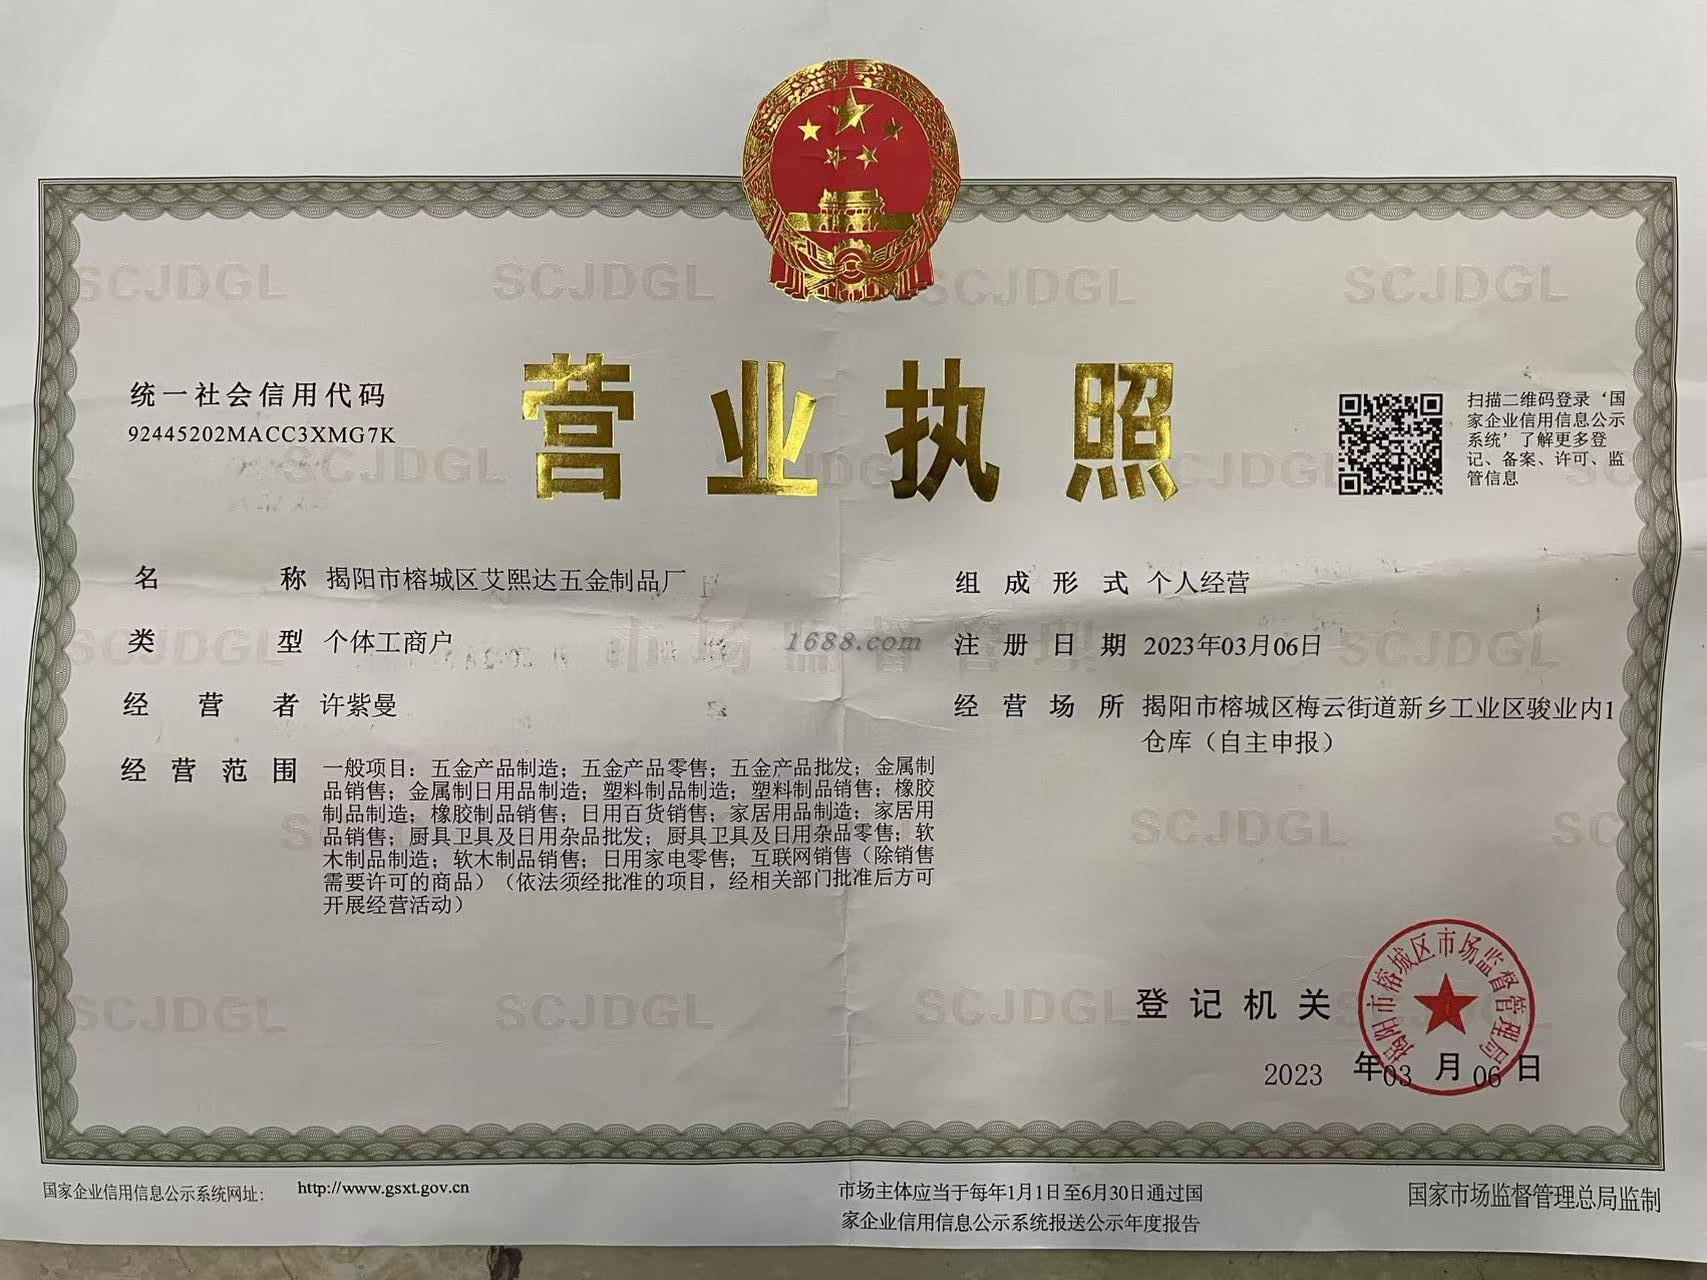 营业执照
统一社会信用代码
92445202MACC3XMG7K
扫描二维码登录‘国
家企业信用信息公示
系统’了解更多登
记、备案、许可、监
管信息
名 称 揭阳市榕城区艾熙达五金制品厂
类 型 个体工商户
经 营 者 许紫曼
经 营 范 围 一般项目：五金产品制造；五金产品零售；五金产品批发；金属制
品销售；金属制日用品制造；塑料制品制造；塑料制品销售；橡胶
制品制造；橡胶制品销售；日用百货销售；家居用品制造；家居用
品销售；厨具卫具及日用杂品批发；厨具卫具及日用杂品零售；软
木制品制造；软木制品销售；日用家电零售；互联网销售（除销售
需要许可的商品）（依法须经批准的项目，经相关部门批准后方可
开展经营活动）
组 成 形 式 个人经营
注 册 日 期 2023年03月06日
经 营 场 所 揭阳市榕城区梅云街道新乡工业区骏业内1
仓库（自主申报）
1688.com
市场监督管理
SCJDGL
登 记 机 关
揭阳市榕城区市场监督管理局
2023 年 03 月 06 日
国家企业信用信息公示系统网址： http://www.gsxt.gov.cn
市场主体应当于每年1月1日至6月30日通过国
家企业信用信息公示系统报送公示年度报告
国家市场监督管理总局监制